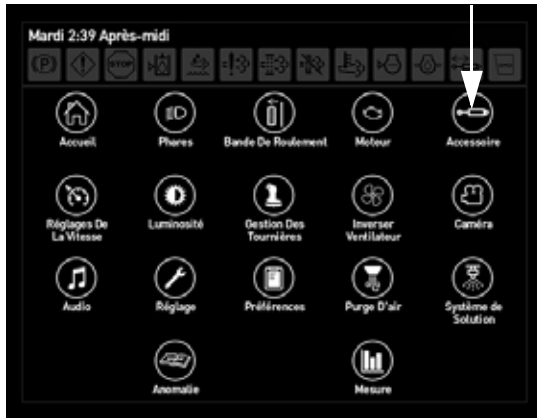 Mardi 2:39 Après-midi
(P) STOP
Accueil Phares Bande De Roulement Moteur Accessoire
Réglages De La Vitesse Luminosité Gestion Des Tournières Inverser Ventilateur Caméra
Audio Réglage Préférences Purge D'air Système de Solution
Anomalie Mesure